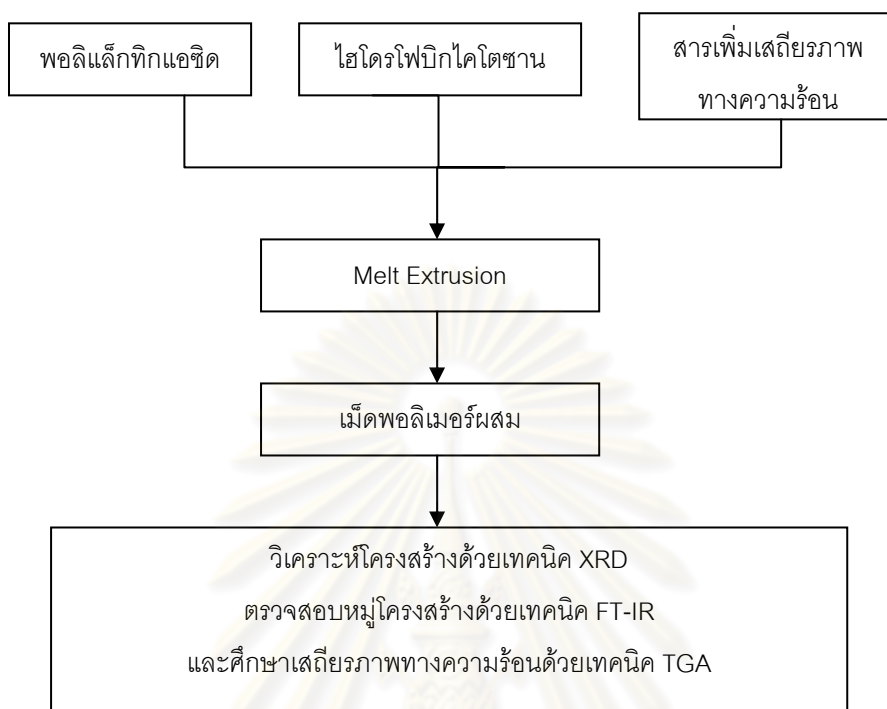 พอลิแล็กทิกแอซิด
ไฮโดรโฟบิกไคโตซาน
สารเพิ่มเสถียรภาพ
ทางความร้อน
Melt Extrusion
เม็ดพอลิเมอร์ผสม
วิเคราะห์โครงสร้างด้วยเทคนิค XRD
ตรวจสอบหมู่โครงสร้างด้วยเทคนิค FT-IR
และศึกษาเสถียรภาพทางความร้อนด้วยเทคนิค TGA